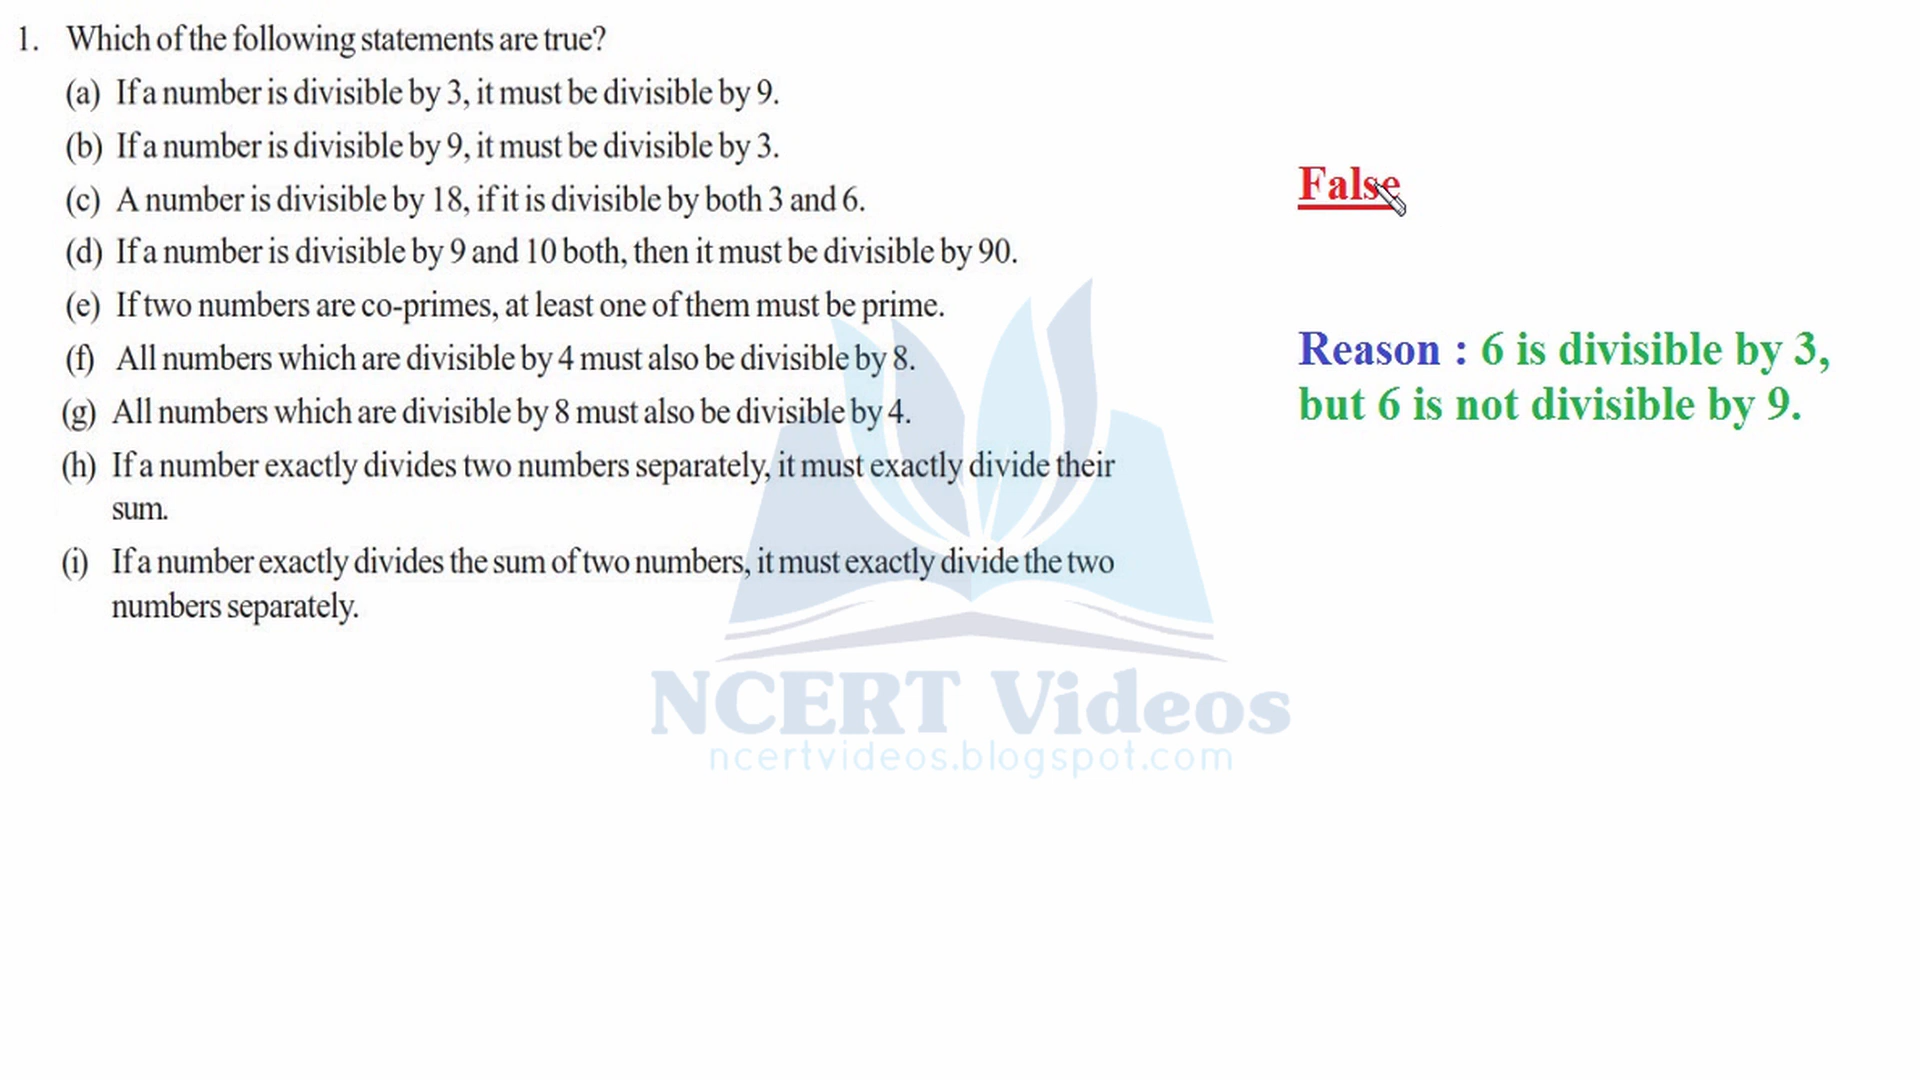 1. Which of the following statements are true?
(a) If a number is divisible by 3, it must be divisible by 9.
(b) If a number is divisible by 9, it must be divisible by 3.
(c) A number is divisible by 18, if it is divisible by both 3 and 6.
(d) If a number is divisible by 9 and 10 both, then it must be divisible by 90.
(e) If two numbers are co-primes, at least one of them must be prime.
(f) All numbers which are divisible by 4 must also be divisible by 8.
(g) All numbers which are divisible by 8 must also be divisible by 4.
(h) If a number exactly divides two numbers separately, it must exactly divide their
sum.
(i) If a number exactly divides the sum of two numbers, it must exactly divide the two
numbers separately.
False
Reason : 6 is divisible by 3,
but 6 is not divisible by 9.
NCERT Videos
ncertvideos.blogspot.com